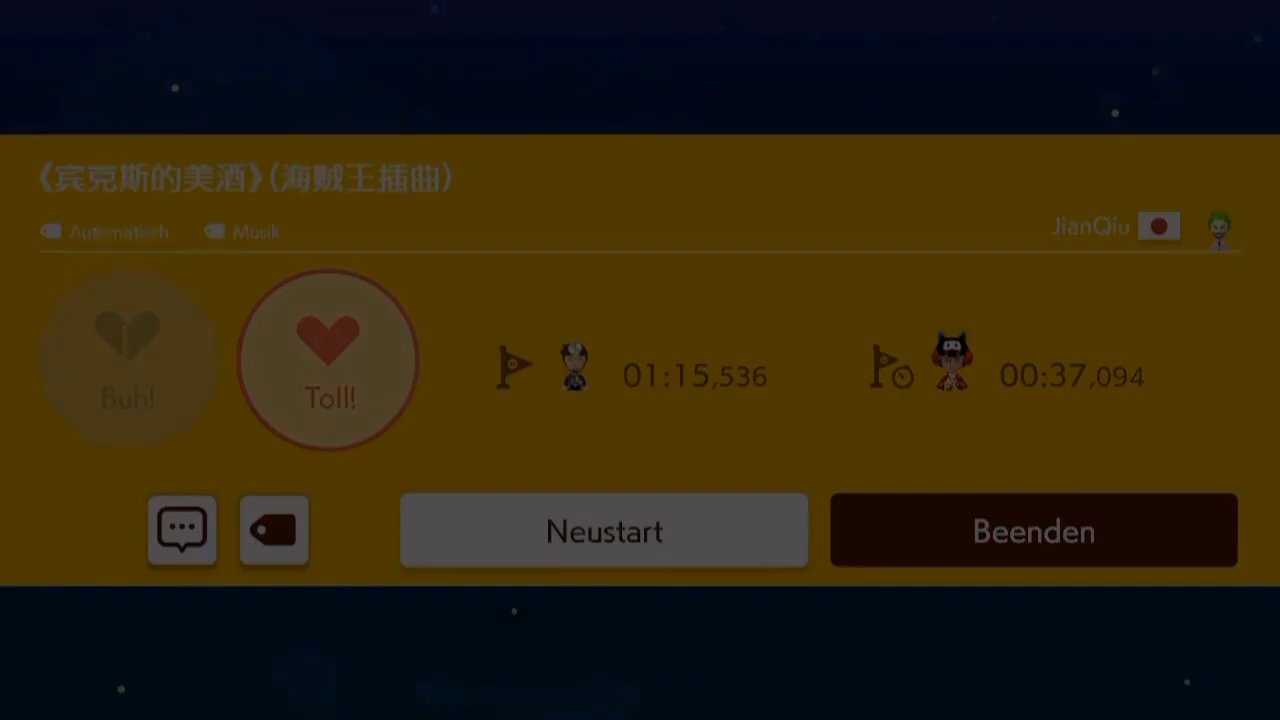 《宾克斯的美酒》(海贼王插曲)
Automatisch
Musik
JianQiu
Buh!
Toll!
01:15,536
00:37,094
Neustart
Beenden